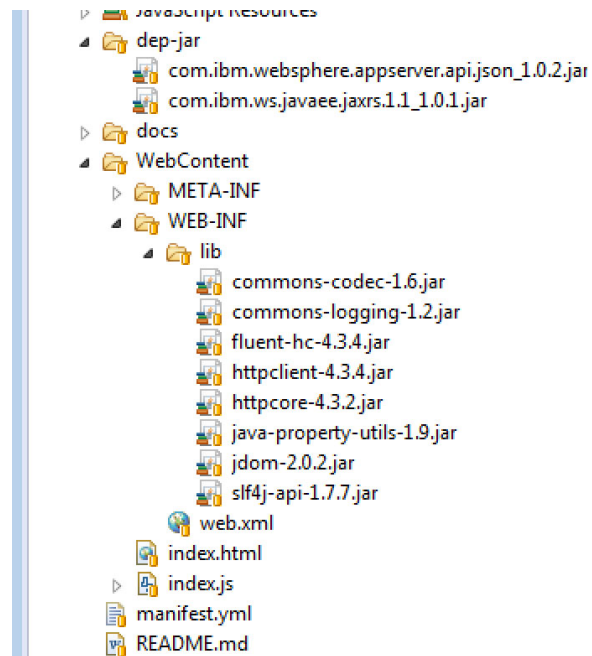 JavaScript Resources
dep-jar
com.ibm.websphere.appserver.api.json_1.0.2.jar
com.ibm.ws.javaee.jaxrs.1.1_1.0.1.jar
docs
WebContent
META-INF
WEB-INF
lib
commons-codec-1.6.jar
commons-logging-1.2.jar
fluent-hc-4.3.4.jar
httpclient-4.3.4.jar
httpcore-4.3.2.jar
java-property-utils-1.9.jar
jdom-2.0.2.jar
slf4j-api-1.7.7.jar
web.xml
index.html
index.js
manifest.yml
README.md